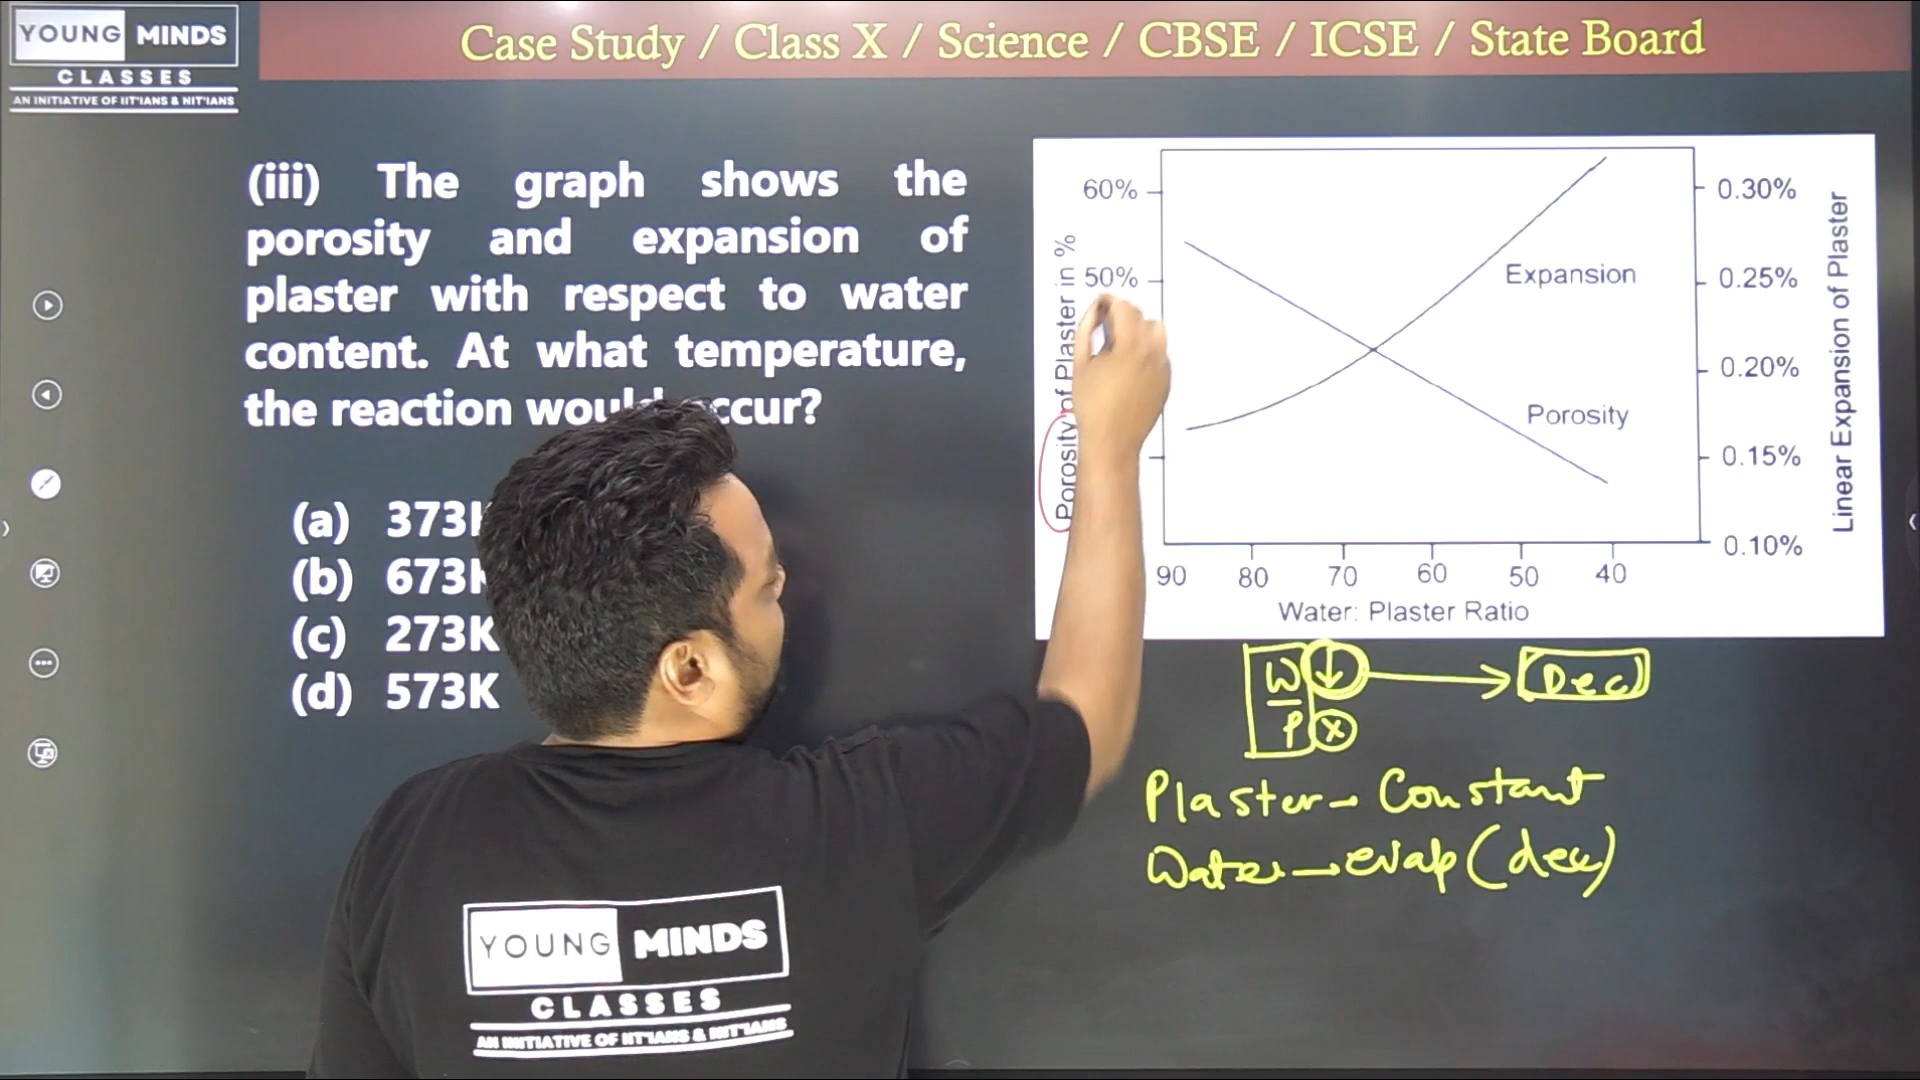 YOUNG MINDS
CLASSES
AN INITIATIVE OF IIT'IANS & NIT'IANS
Case Study / Class X / Science / CBSE / ICSE / State Board
(iii) The graph shows the
porosity and expansion of
plaster with respect to water
content. At what temperature,
the reaction would occur?
(a) 373K
(b) 673K
(c) 273K
(d) 573K
Porosity of Plaster in %
60%
50%
Expansion
Porosity
0.30%
0.25%
0.20%
0.15%
0.10%
Linear Expansion of Plaster
90 80 70 60 50 40
Water: Plaster Ratio
W ↓ → Dec
P x
Plaster - Constant
Water → evap (dec)
YOUNG MINDS
CLASSES
AN INITIATIVE OF IIT'IANS & NIT'IANS